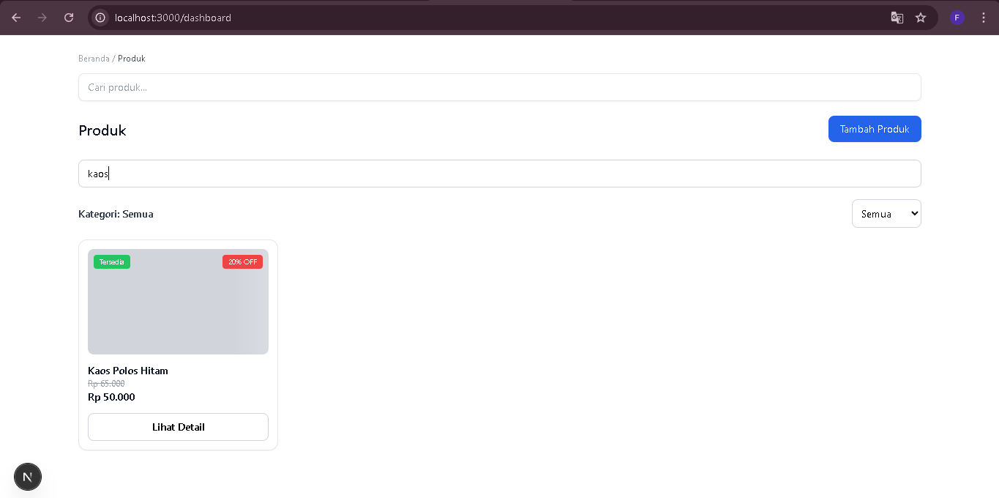 localhost:3000/dashboard
F
Beranda / Produk
Cari produk...
Produk
Tambah Produk
kaos
Kategori: Semua
Semua
Tersedia
20% OFF
Kaos Polos Hitam
Rp 65.000
Rp 50.000
Lihat Detail
N